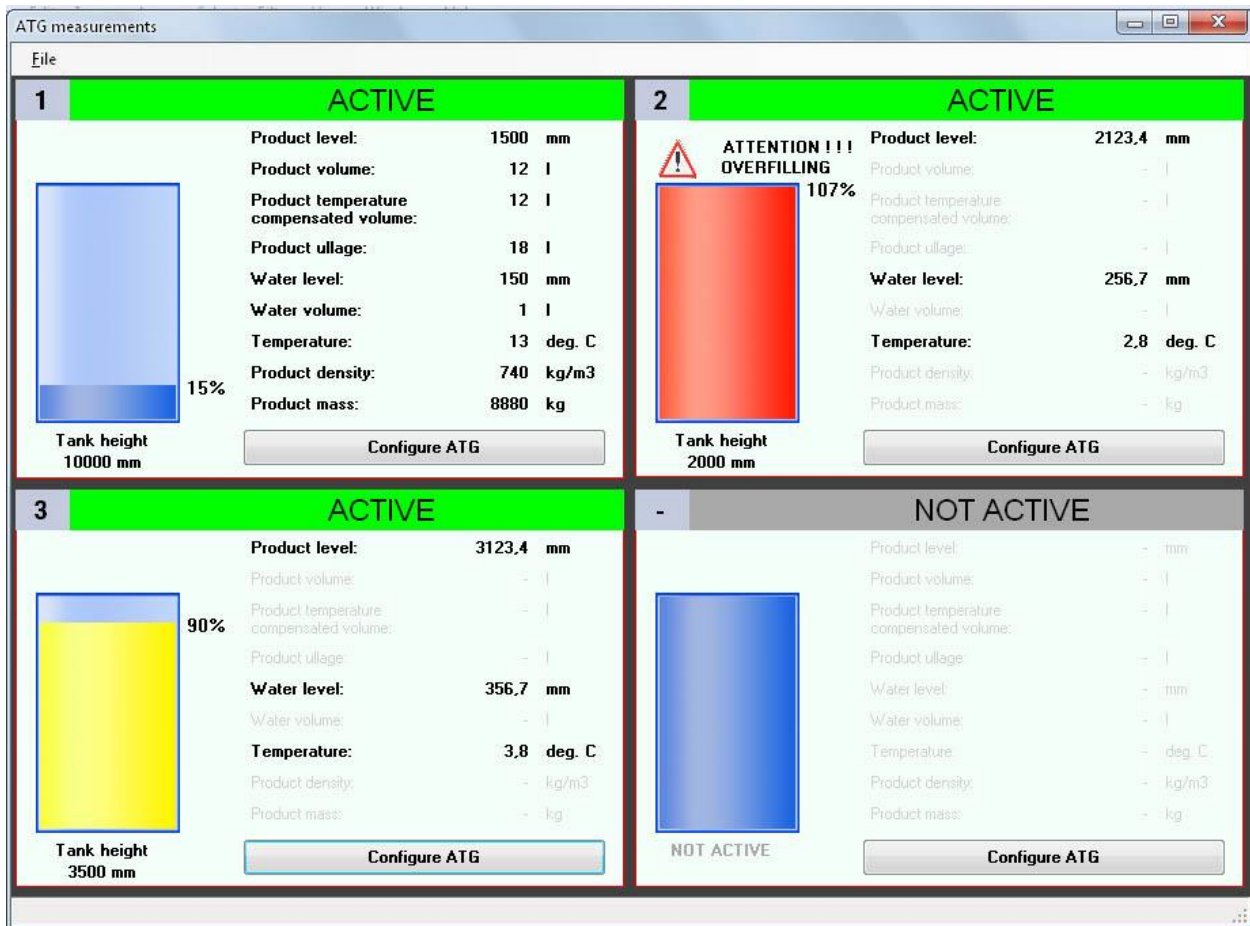 ATG measurements
File
1 ACTIVE
Product level: 1500 mm
Product volume: 12 l
Product temperature compensated volume: 12 l
Product ullage: 18 l
Water level: 150 mm
Water volume: 1 l
Temperature: 13 deg. C
Product density: 740 kg/m3
Product mass: 8880 kg
15%
Tank height
10000 mm
Configure ATG
2 ACTIVE
ATTENTION ! ! !
OVERFILLING
107%
Product level: 2123,4 mm
Product volume: - l
Product temperature
compensated volume: - l
Product ullage: - l
Water level: 256,7 mm
Water volume: - l
Temperature: 2,8 deg. C
Product density: - kg/m3
Product mass: - kg
Tank height
2000 mm
Configure ATG
3 ACTIVE
Product level: 3123,4 mm
Product volume: - l
Product temperature
compensated volume: - l
Product ullage: - l
Water level: 356,7 mm
Water volume: - l
Temperature: 3,8 deg. C
Product density: - kg/m3
Product mass: - kg
90%
Tank height
3500 mm
Configure ATG
- NOT ACTIVE
Product level: - mm
Product volume: - l
Product temperature
compensated volume: - l
Product ullage: - l
Water level: - mm
Water volume: - l
Temperature: - deg. C
Product density: - kg/m3
Product mass: - kg
NOT ACTIVE
Configure ATG